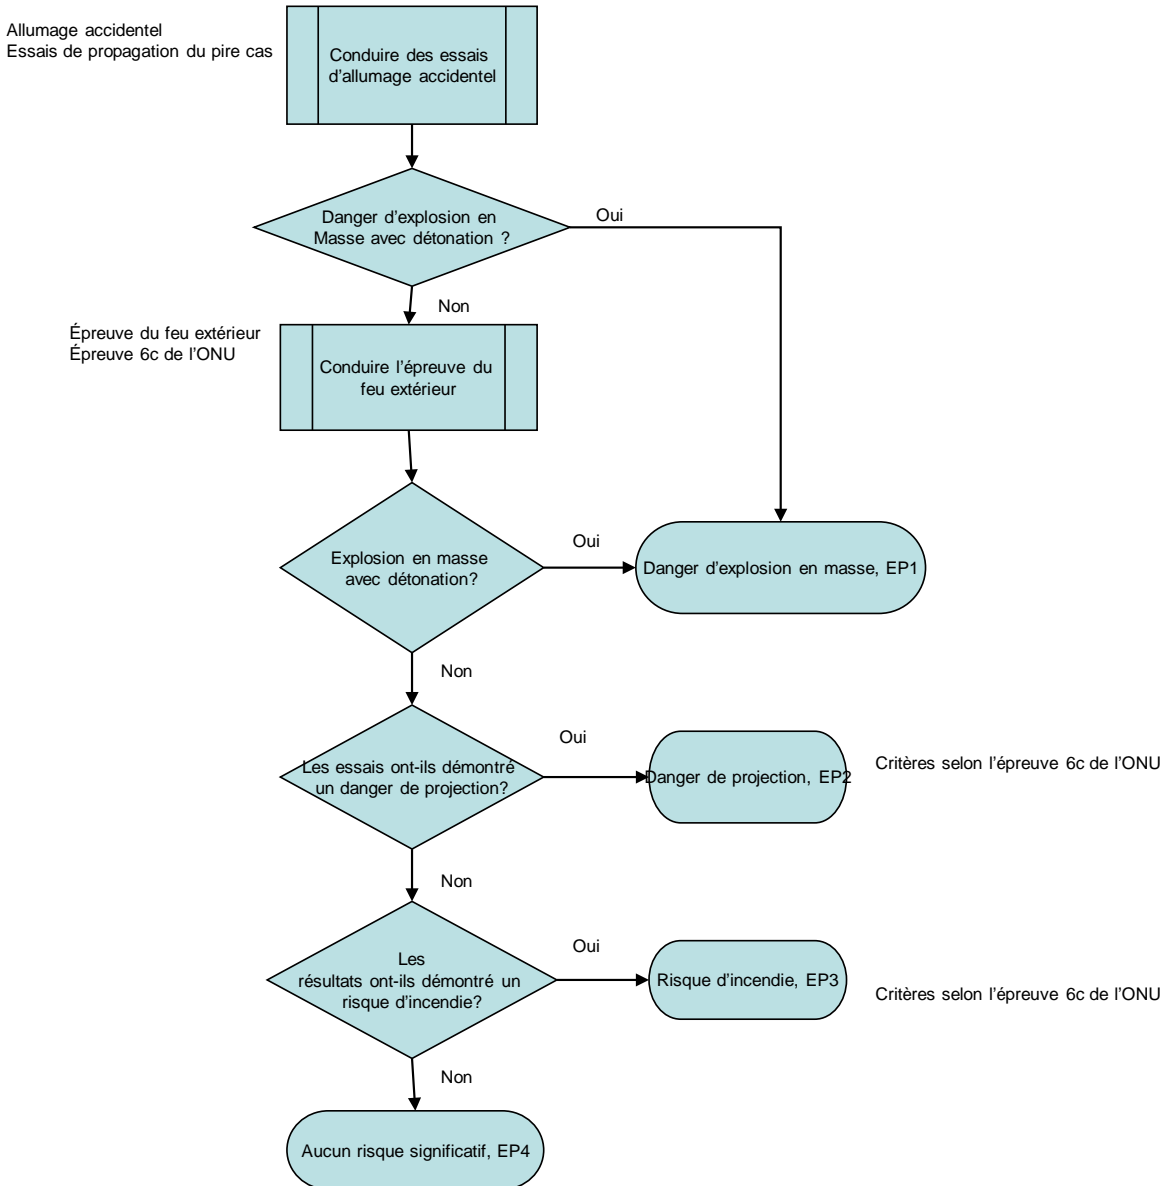 Allumage accidentel
Essais de propagation du pire cas
Conduire des essais
d'allumage accidentel
Danger d'explosion en
Masse avec détonation ?
Oui
Non
Épreuve du feu extérieur
Épreuve 6c de l'ONU
Conduire l'épreuve du
feu extérieur
Explosion en masse
avec détonation?
Oui
Danger d'explosion en masse, EP1
Non
Les essais ont-ils démontré
un danger de projection?
Oui
Danger de projection, EP2
Critères selon l'épreuve 6c de l'ONU
Non
Les
résultats ont-ils démontré un
risque d'incendie?
Oui
Risque d'incendie, EP3
Critères selon l'épreuve 6c de l'ONU
Non
Aucun risque significatif, EP4